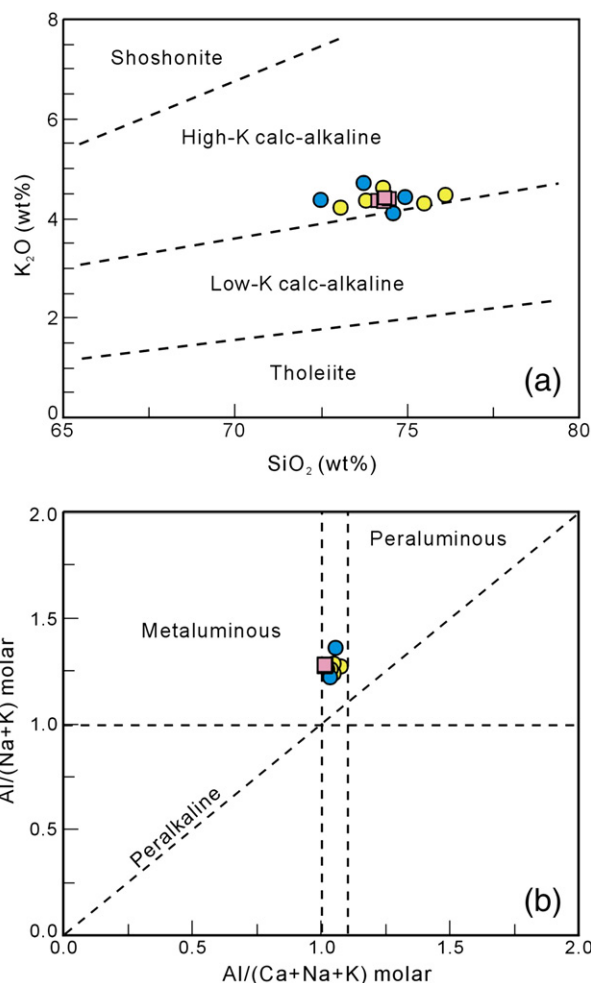 8
Shoshonite
6
High-K calc-alkaline
K₂O (wt%)
4
Low-K calc-alkaline
2
Tholeiite
(a)
0
65
70
75
80
SiO₂ (wt%)
2.0
Peraluminous
1.5
Metaluminous
Al/(Na+K) molar
1.0
0.5
Peralkaline
(b)
0.0
0.0
0.5
1.0
1.5
2.0
Al/(Ca+Na+K) molar